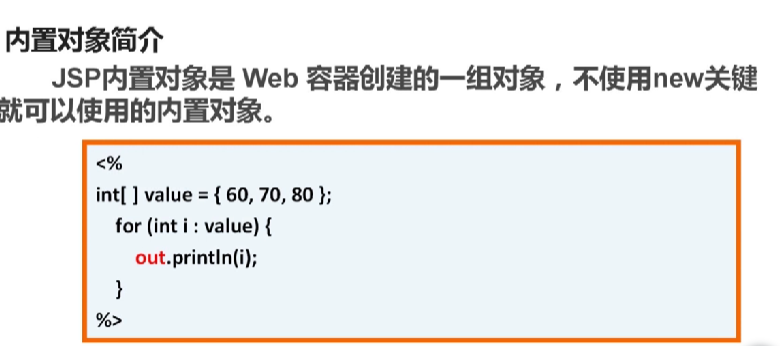 内置对象简介
JSP内置对象是 Web 容器创建的一组对象，不使用new关键
就可以使用的内置对象。
<%
int[ ] value = { 60, 70, 80 };
for (int i : value) {
out.println(i);
}
%>